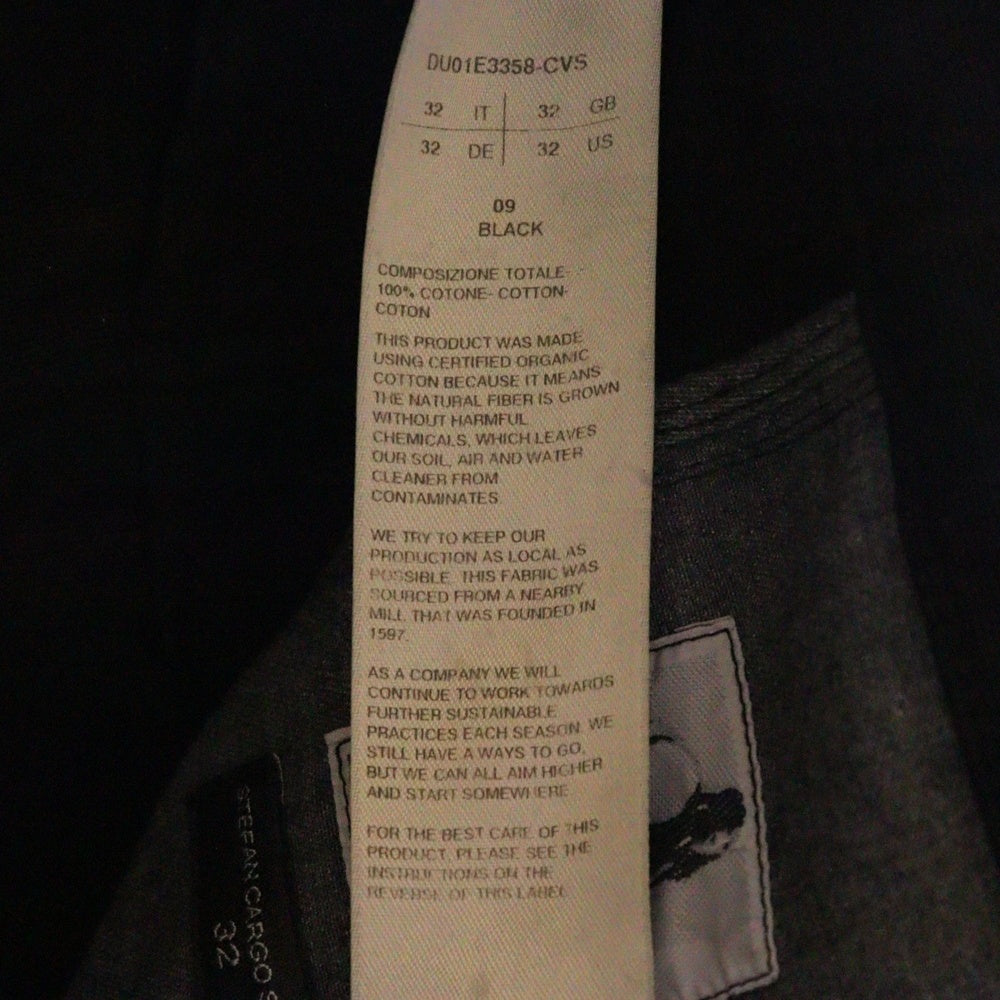 DU01E3358-CVS
32 IT 32 GB
32 DE 32 US
09
BLACK
COMPOSIZIONE TOTALE-
100% COTONE- COTTON-
COTON
THIS PRODUCT WAS MADE
USING CERTIFIED ORGANIC
COTTON BECAUSE IT MEANS
THE NATURAL FIBER IS GROWN
WITHOUT HARMFUL
CHEMICALS, WHICH LEAVES
OUR SOIL, AIR AND WATER
CLEANER FROM
CONTAMINATES
WE TRY TO KEEP OUR
PRODUCTION AS LOCAL AS
POSSIBLE. THIS FABRIC WAS
SOURCED FROM A NEARBY
MILL THAT WAS FOUNDED IN
1597.
AS A COMPANY WE WILL
CONTINUE TO WORK TOWARDS
FURTHER SUSTAINABLE
PRACTICES EACH SEASON. WE
STILL HAVE A WAYS TO GO,
BUT WE CAN ALL AIM HIGHER
AND START SOMEWHERE
FOR THE BEST CARE OF THIS
PRODUCT, PLEASE SEE THE
INSTRUCTIONS ON THE
REVERSE OF THIS LABEL
STEFAN CARGO S
32